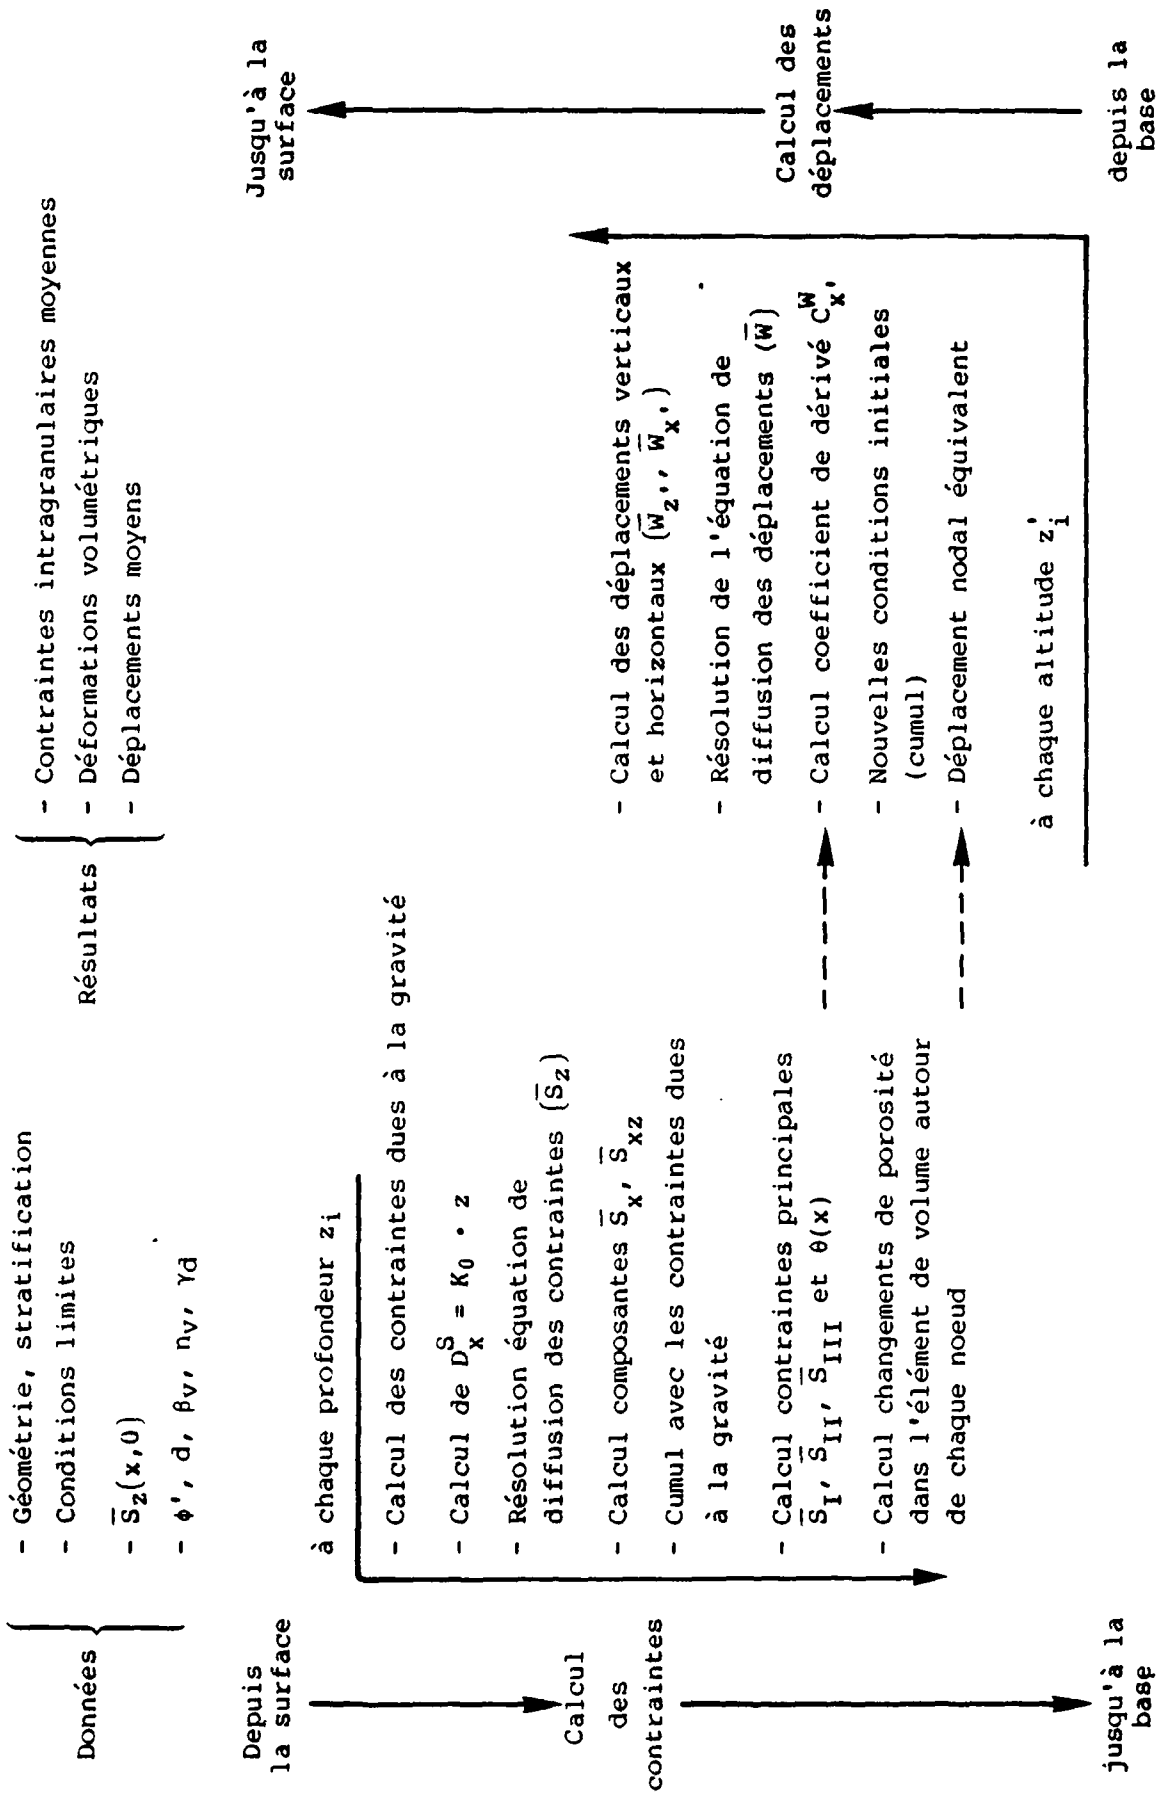 Données
- Géométrie, stratification
- Conditions limites
- S̅z(x,0)
- φ', d, βv, nv, γd
Résultats
- Contraintes intragranulaires moyennes
- Déformations volumétriques
- Déplacements moyens
Depuis
la surface
Calcul
des
contraintes
jusqu'à la
base
à chaque profondeur zi
- Calcul des contraintes dues à la gravité
- Calcul de D_x^S = K0 • z
- Résolution équation de
diffusion des contraintes (S̅z)
- Calcul composantes S̅x, S̅xz
- Cumul avec les contraintes dues
à la gravité
- Calcul contraintes principales
S̅I, S̅II, S̅III et θ(x)
- Calcul changements de porosité
dans l'élément de volume autour
de chaque noeud
- Calcul des déplacements verticaux
et horizontaux (W̅z', W̅x')
- Résolution de l'équation de
diffusion des déplacements (W̅)
- Calcul coefficient de dérivé C_x'^W
- Nouvelles conditions initiales
(cumul)
- Déplacement nodal équivalent
à chaque altitude z'i
Jusqu'à la
surface
Calcul des
déplacements
depuis la
base